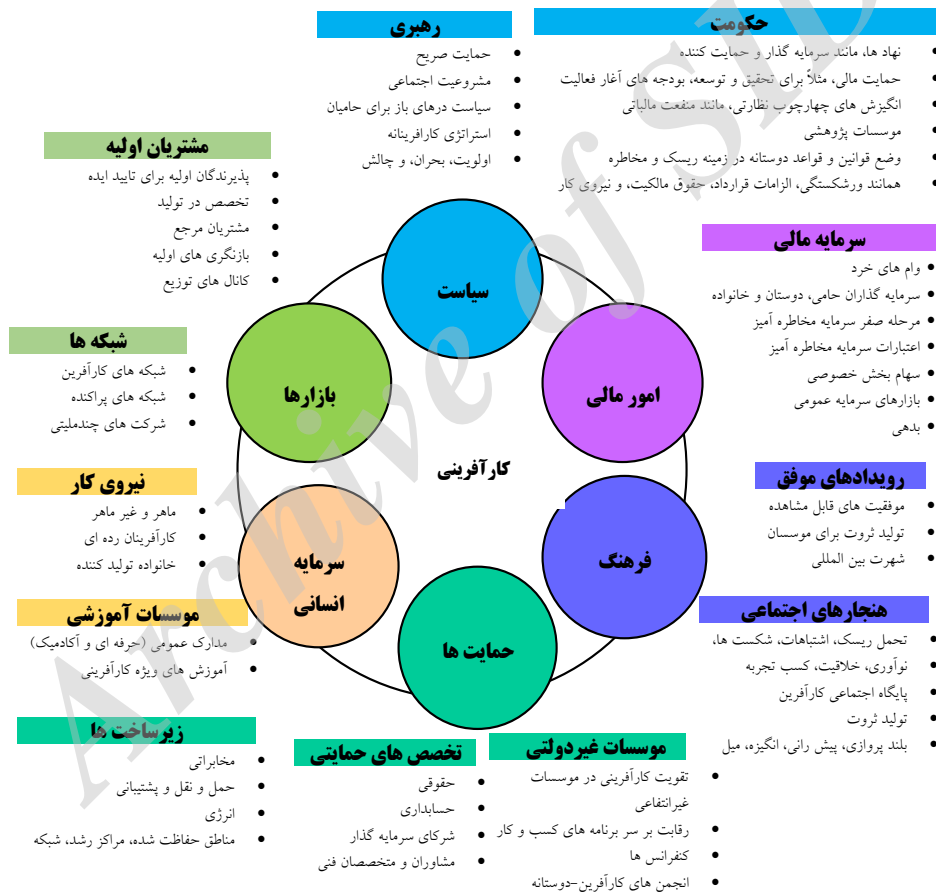 حکومت
نهاد ها، مانند سرمایه گذار و حمایت کننده
حمایت مالی، مثلاً برای تحقیق و توسعه، بودجه های آغاز فعالیت
انگیزش های چهارچوب نظارتی، مانند منفعت مالیاتی
موسسات پژوهشی
وضع قوانین و قواعد دوستانه در زمینه ریسک و مخاطره
همانند ورشکستگی، الزامات قرارداد، حقوق مالکیت، و نیروی کار
رهبری
حمایت صریح
مشروعیت اجتماعی
سیاست درهای باز برای حامیان
استراتژی کارافرینانه
اولویت، بحران، و چالش
مشتریان اولیه
پذیرندگان اولیه برای تایید ایده
تخصص در تولید
مشتریان مرجع
بازنگری های اولیه
کانال های توزیع
سرمایه مالی
وام های خرد
سرمایه گذاران حامی، دوستان و خانواده
مرحله صفر سرمایه مخاطره آمیز
اعتبارات سرمایه مخاطره آمیز
سهام بخش خصوصی
بازارهای سرمایه عمومی
بدهی
شبکه ها
شبکه های کارآفرین
شبکه های پراکنده
شرکت های چندملیتی
سیاست
امور مالی
بازارها
کارآفرینی
فرهنگ
سرمایه
انسانی
حمایت ها
رویدادهای موفق
موفقیت های قابل مشاهده
تولید ثروت برای موسسان
شهرت بین المللی
نیروی کار
ماهر و غیر ماهر
کارآفرینان رده ای
خانواده تولید کننده
هنجارهای اجتماعی
تحمل ریسک، اشتباهات، شکست ها،
نوآوری، خلاقیت، کسب تجربه
پایگاه اجتماعی کارآفرین
تولید ثروت
بلند پروازی، پیش رانی، انگیزه، میل
موسسات آموزشی
مدارک عمومی (حرفه ای و آکادمیک)
آموزش های ویژه کارآفرینی
موسسات غیردولتی
تقویت کارآفرینی در موسسات
غیرانتفاعی
رقابت بر سر برنامه های کسب و کار
کنفرانس ها
انجمن های کارآفرین-دوستانه
تخصص های حمایتی
حقوقی
حسابداری
شرکای سرمایه گذار
مشاوران و متخصصان فنی
زیرساخت ها
مخابراتی
حمل و نقل و پشتیبانی
انرژی
مناطق حفاظت شده، مراکز رشد، شبکه
Archive of SID